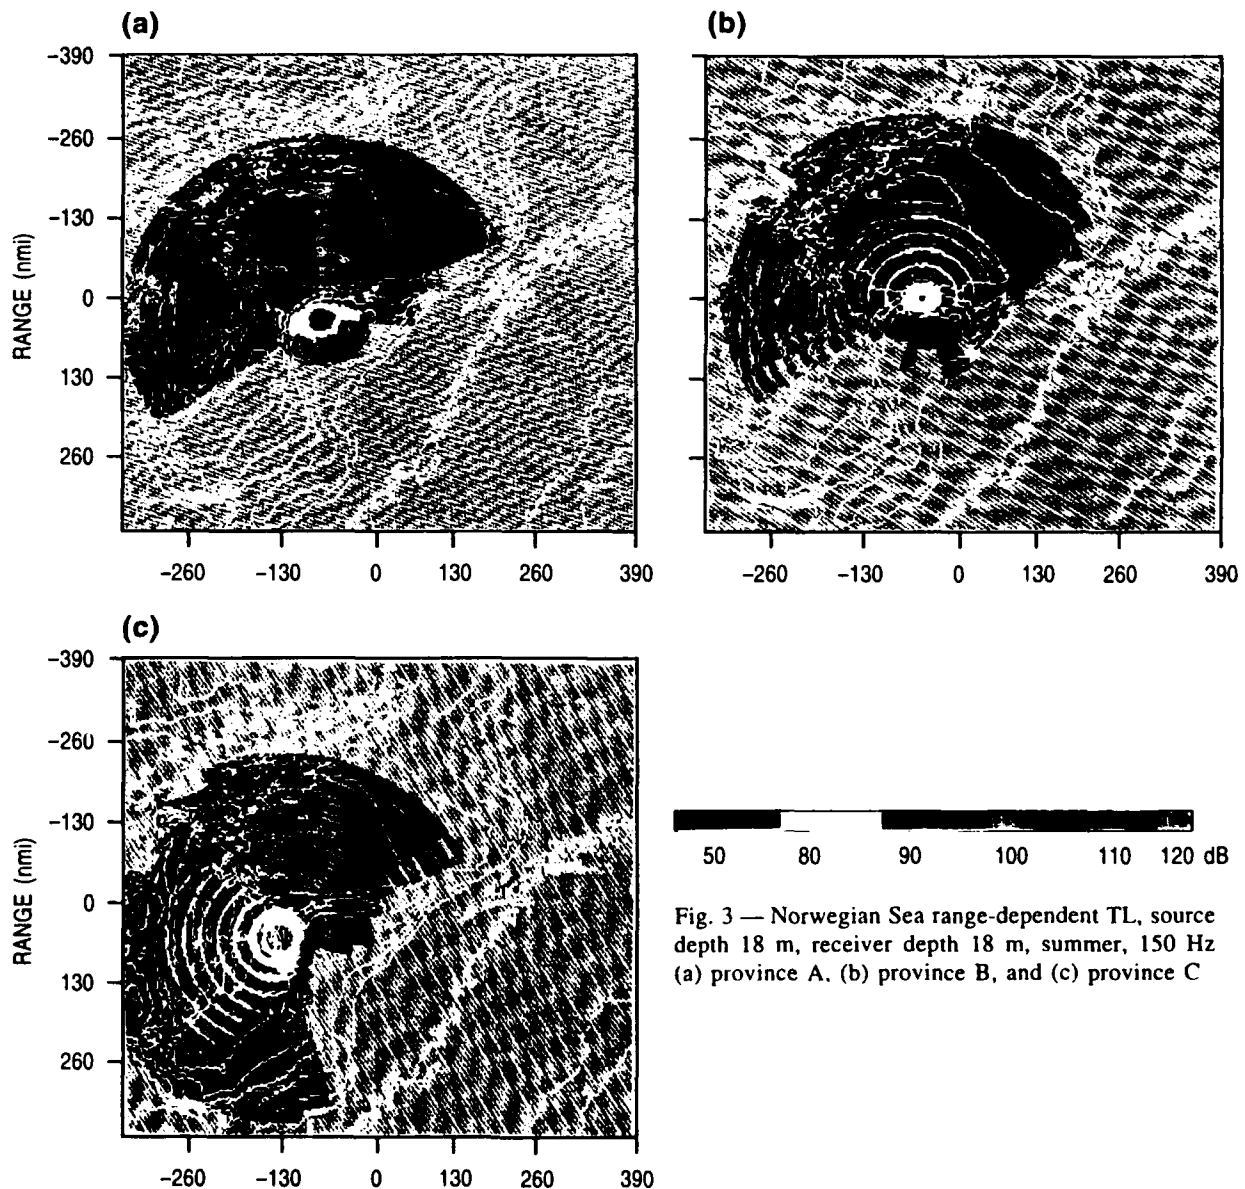 (a)
(b)
-390
-260
-130
0
130
260
RANGE (nmi)
-260 -130 0 130 260 390
-260 -130 0 130 260 390
(c)
-390
-260
-130
0
130
260
RANGE (nmi)
-260 -130 0 130 260 390
50 80 90 100 110 120 dB
Fig. 3 — Norwegian Sea range-dependent TL, source
depth 18 m, receiver depth 18 m, summer, 150 Hz
(a) province A, (b) province B, and (c) province C